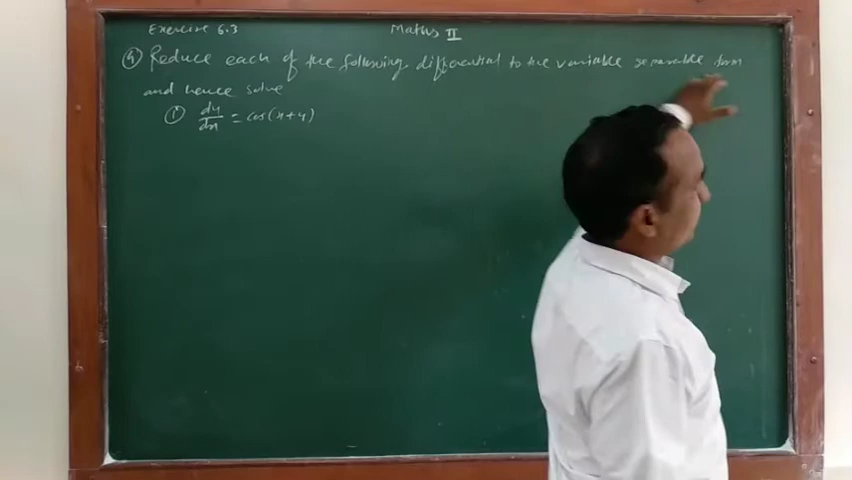 Exercise 6.3
Maths II
(4) Reduce each of the following differential to the variable separable form
and hence solve
(1) dy/dx = cos(x+y)